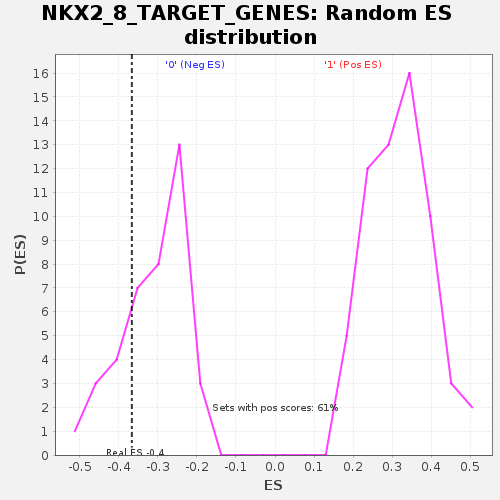 NKX2_8_TARGET_GENES: Random ES
distribution
'0' (Neg ES)
'1' (Pos ES)
16
15
14
13
12
11
10
9
8
7
6
5
4
3
2
1
0
P(ES)
Sets with pos scores: 61%
Real ES -0.4
-0.5 -0.4 -0.3 -0.2 -0.1 0.0 0.1 0.2 0.3 0.4 0.5
ES